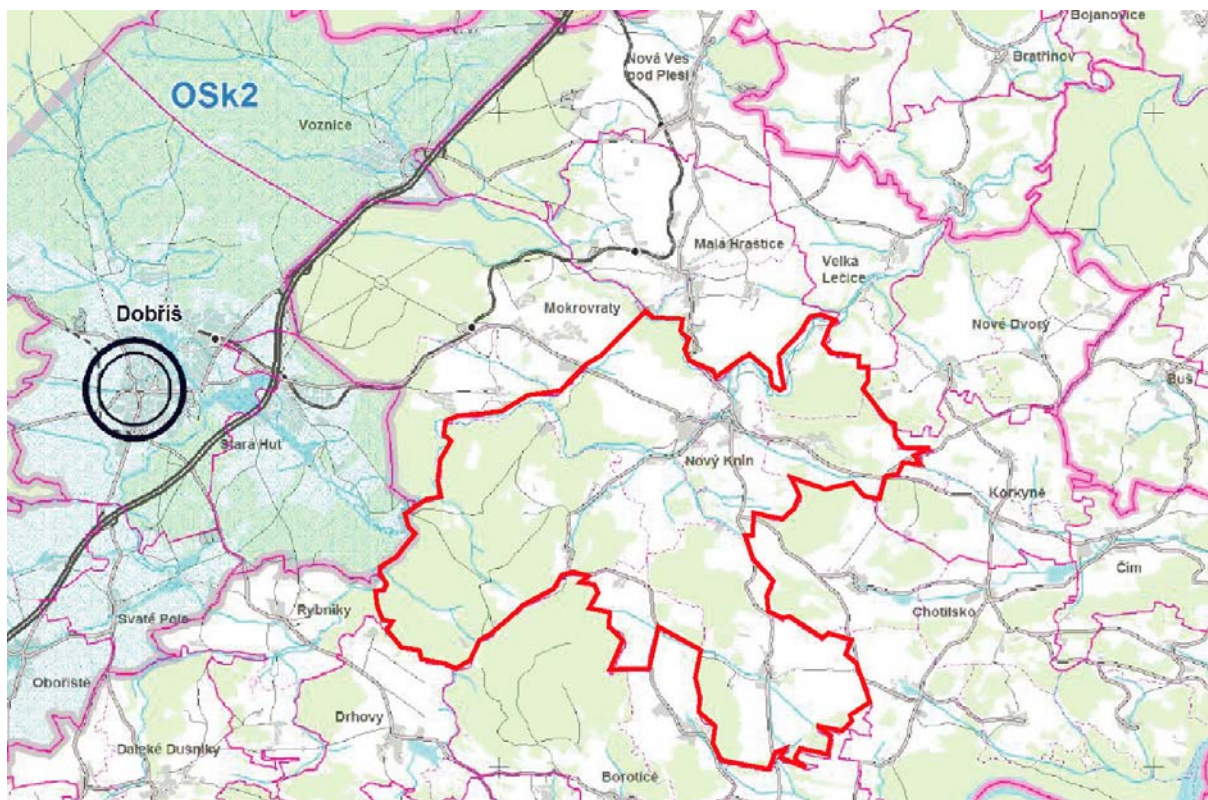 Bojanovice
Nová Ves
pod Pleší
Bratřínov
OSk2
Voznice
Malá Hraštice
Velká
Lečice
Dobříš
Mokrovraty
Nové Dvory
Buš
Stará Huť
Nový Knín
Korkyně
Čím
Rybníky
Chotilsko
Svaté Pole
Obořiště
Drhovy
Daleké Dušníky
Borotice